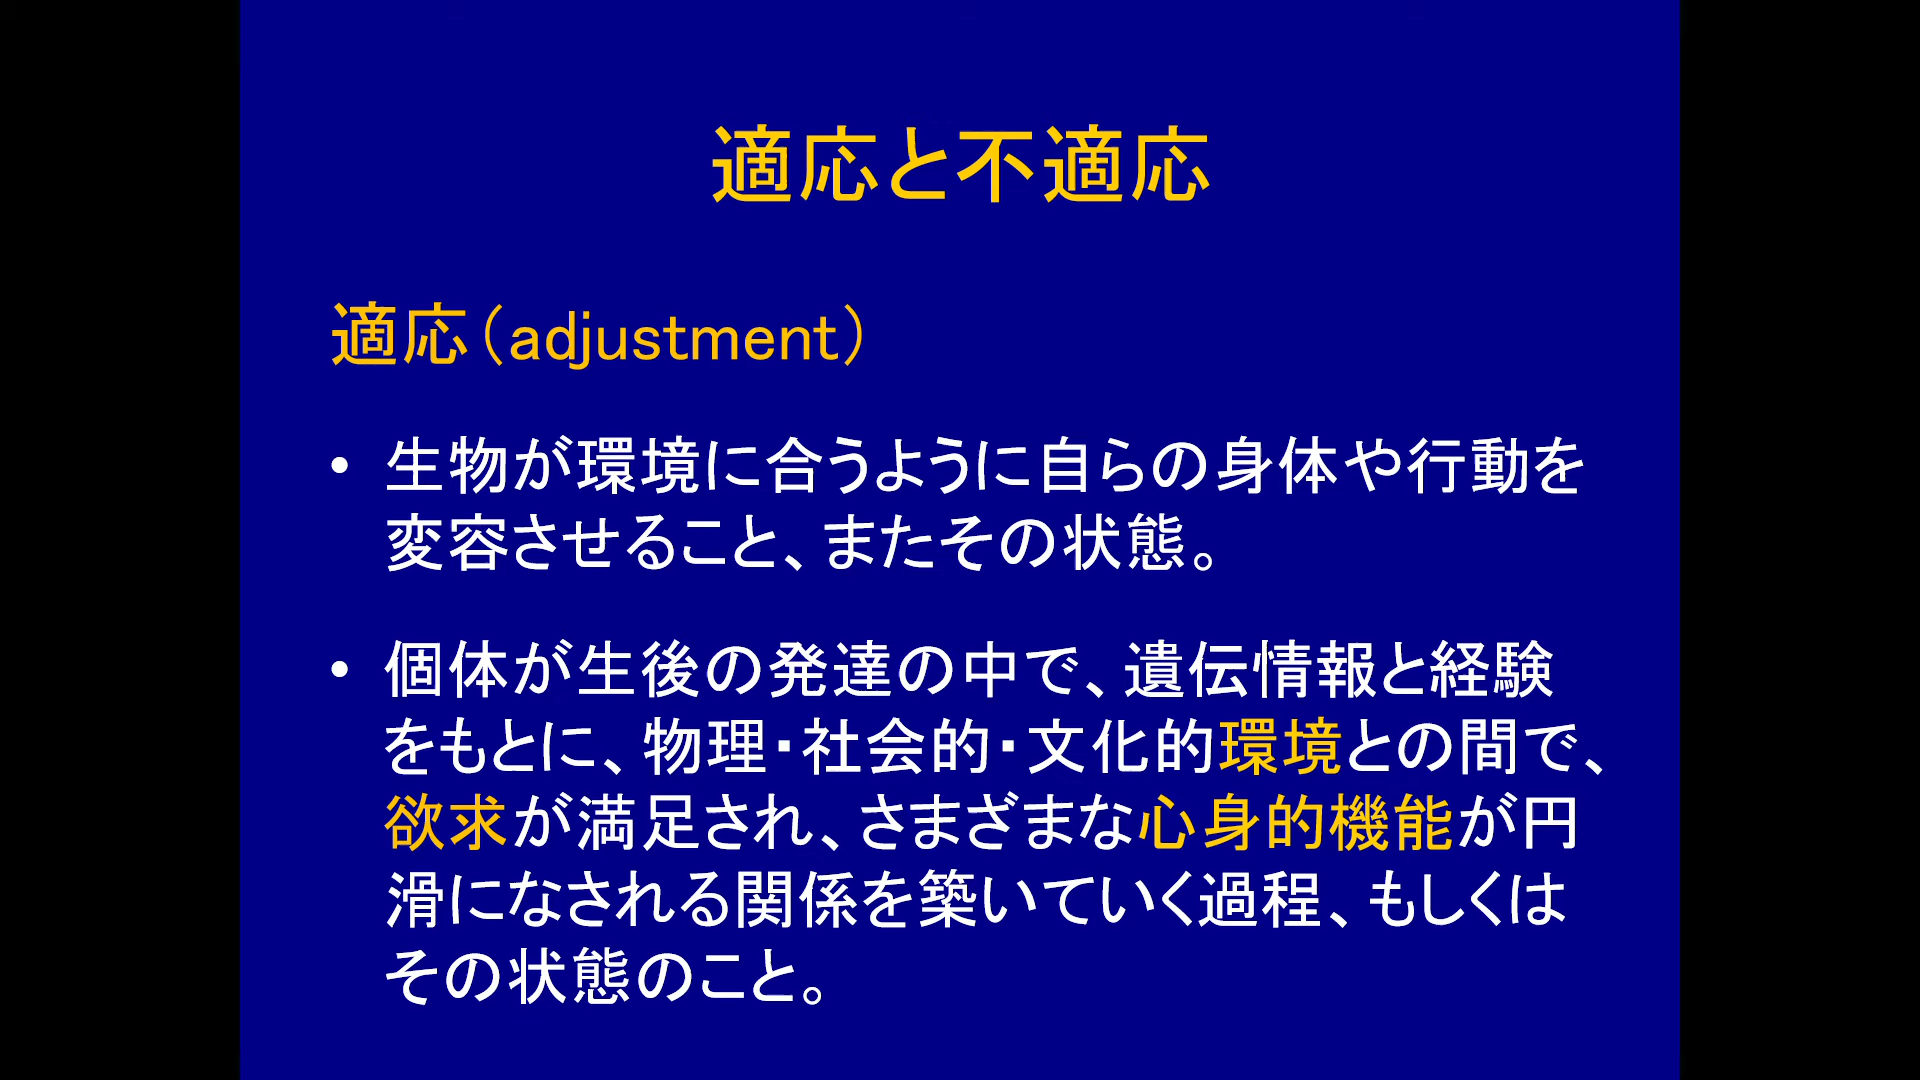 適応と不適応
適応（adjustment）
• 生物が環境に合うように自らの身体や行動を
変容させること、またその状態。
• 個体が生後の発達の中で、遺伝情報と経験
をもとに、物理・社会的・文化的環境との間で、
欲求が満足され、さまざまな心身的機能が円
滑になされる関係を築いていく過程、もしくは
その状態のこと。